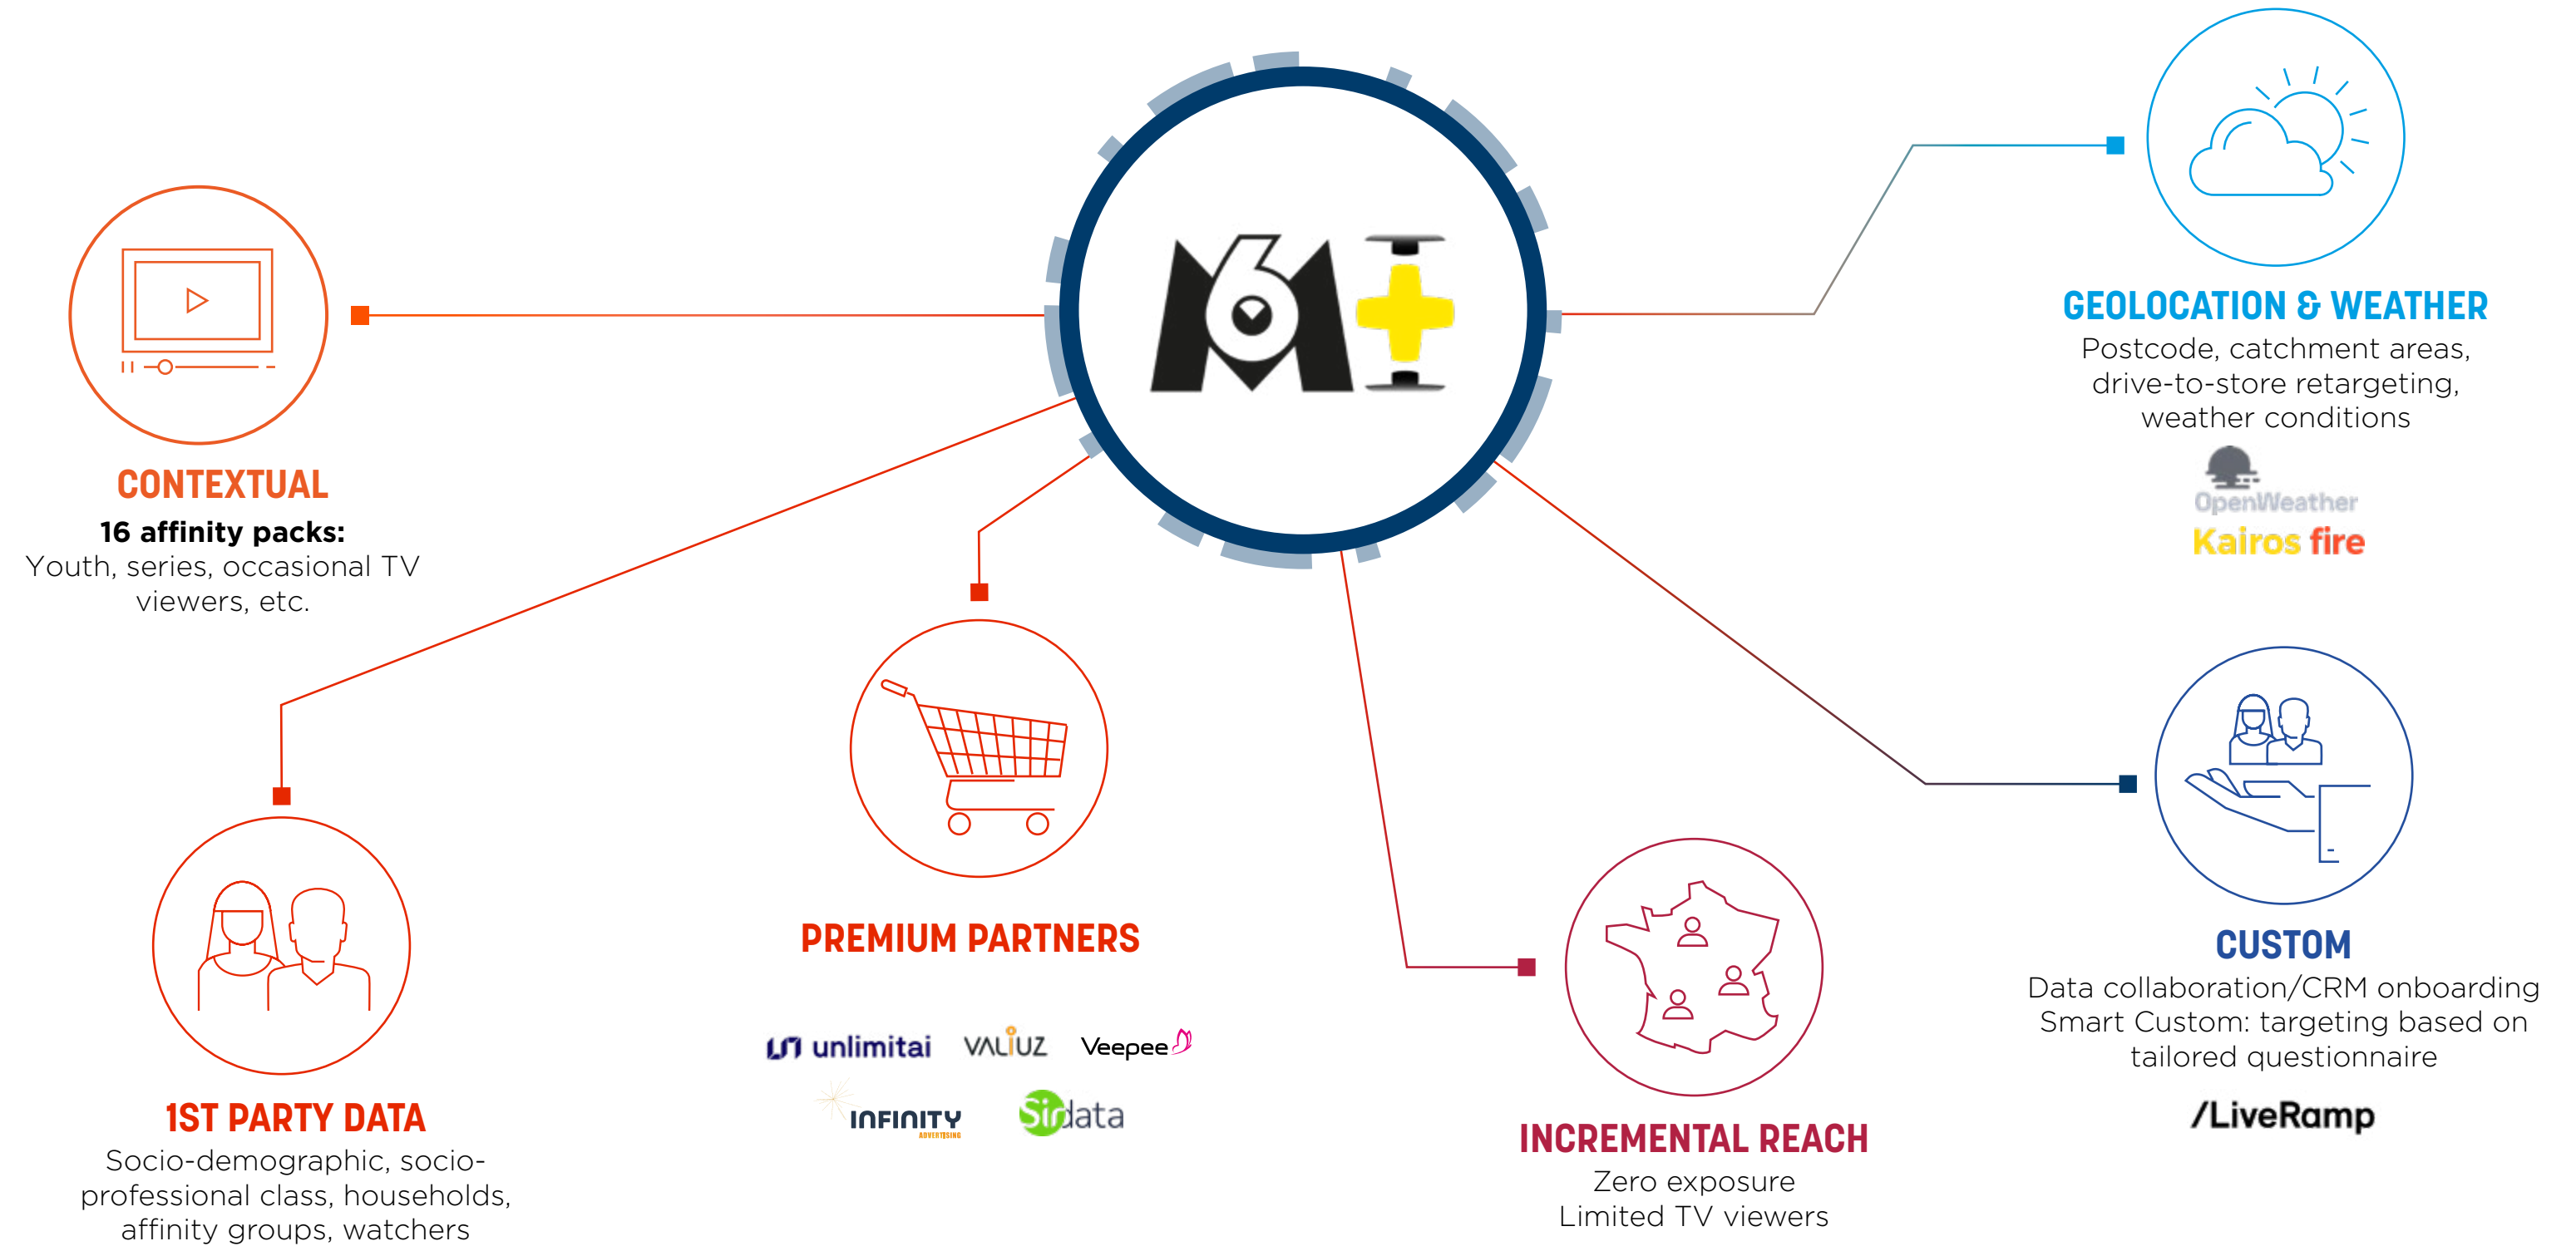 M6+
CONTEXTUAL
16 affinity packs:
Youth, series, occasional TV
viewers, etc.
1ST PARTY DATA
Socio-demographic, socio-
professional class, households,
affinity groups, watchers
PREMIUM PARTNERS
unlimitai VALIUZ Veepee
INFINITY
ADVERTISING
Sirdata
INCREMENTAL REACH
Zero exposure
Limited TV viewers
GEOLOCATION & WEATHER
Postcode, catchment areas,
drive-to-store retargeting,
weather conditions
OpenWeather
Kairos fire
CUSTOM
Data collaboration/CRM onboarding
Smart Custom: targeting based on
tailored questionnaire
/LiveRamp